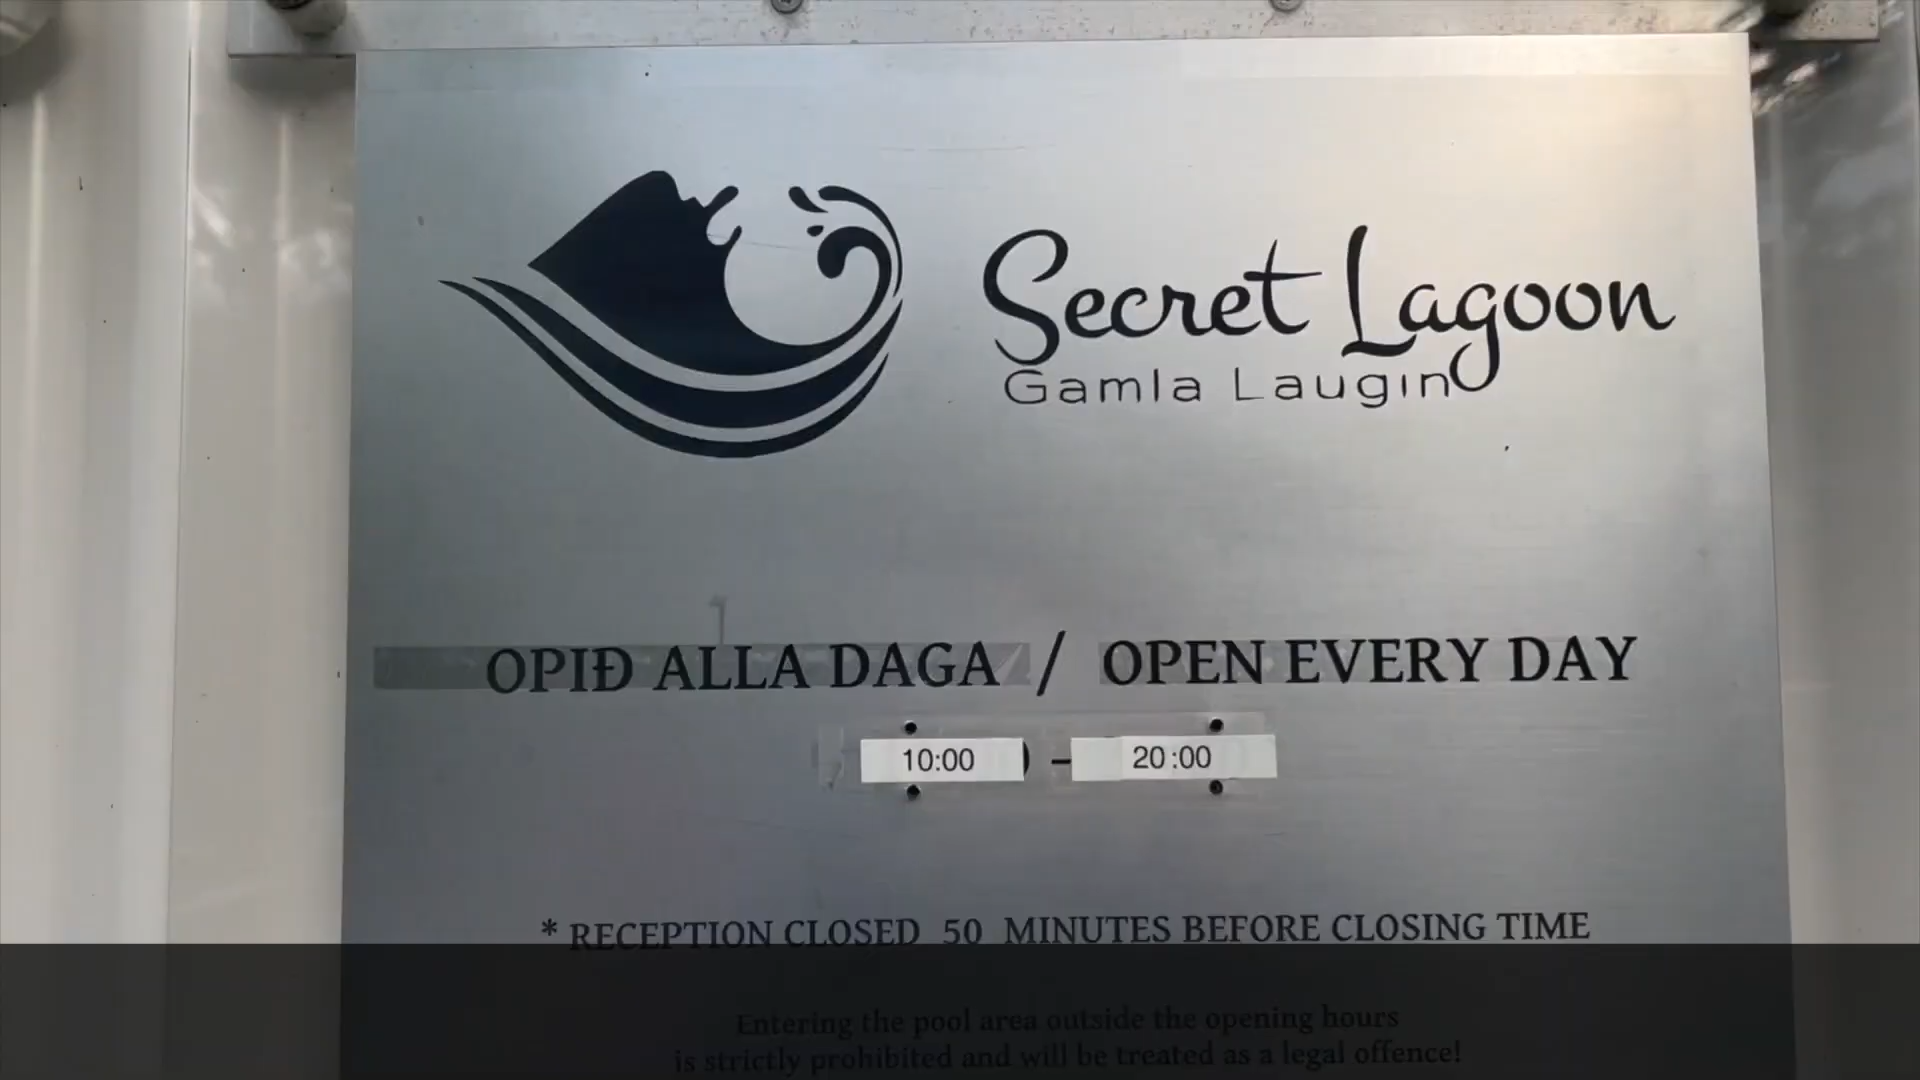 Secret Lagoon
Gamla Laugin
OPIÐ ALLA DAGA / OPEN EVERY DAY
10:00 – 20:00
* RECEPTION CLOSED 50 MINUTES BEFORE CLOSING TIME
Entering the pool area outside the opening hours
is strictly prohibited and will be treated as a legal offence!